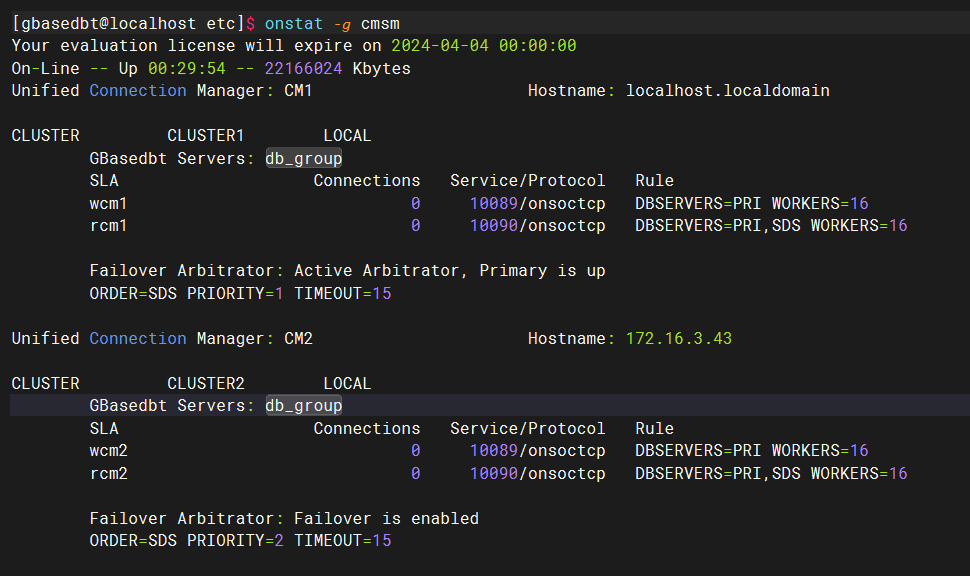 [gbasedbt@localhost etc]$ onstat -g cmsm
Your evaluation license will expire on 2024-04-04 00:00:00
On-Line -- Up 00:29:54 -- 22166024 Kbytes
Unified Connection Manager: CM1 Hostname: localhost.localdomain
CLUSTER CLUSTER1 LOCAL
GBasedbt Servers: db_group
SLA Connections Service/Protocol Rule
wcm1 0 10089/onsoctcp DBSERVERS=PRI WORKERS=16
rcm1 0 10090/onsoctcp DBSERVERS=PRI,SDS WORKERS=16
Failover Arbitrator: Active Arbitrator, Primary is up
ORDER=SDS PRIORITY=1 TIMEOUT=15
Unified Connection Manager: CM2 Hostname: 172.16.3.43
CLUSTER CLUSTER2 LOCAL
GBasedbt Servers: db_group
SLA Connections Service/Protocol Rule
wcm2 0 10089/onsoctcp DBSERVERS=PRI WORKERS=16
rcm2 0 10090/onsoctcp DBSERVERS=PRI,SDS WORKERS=16
Failover Arbitrator: Failover is enabled
ORDER=SDS PRIORITY=2 TIMEOUT=15